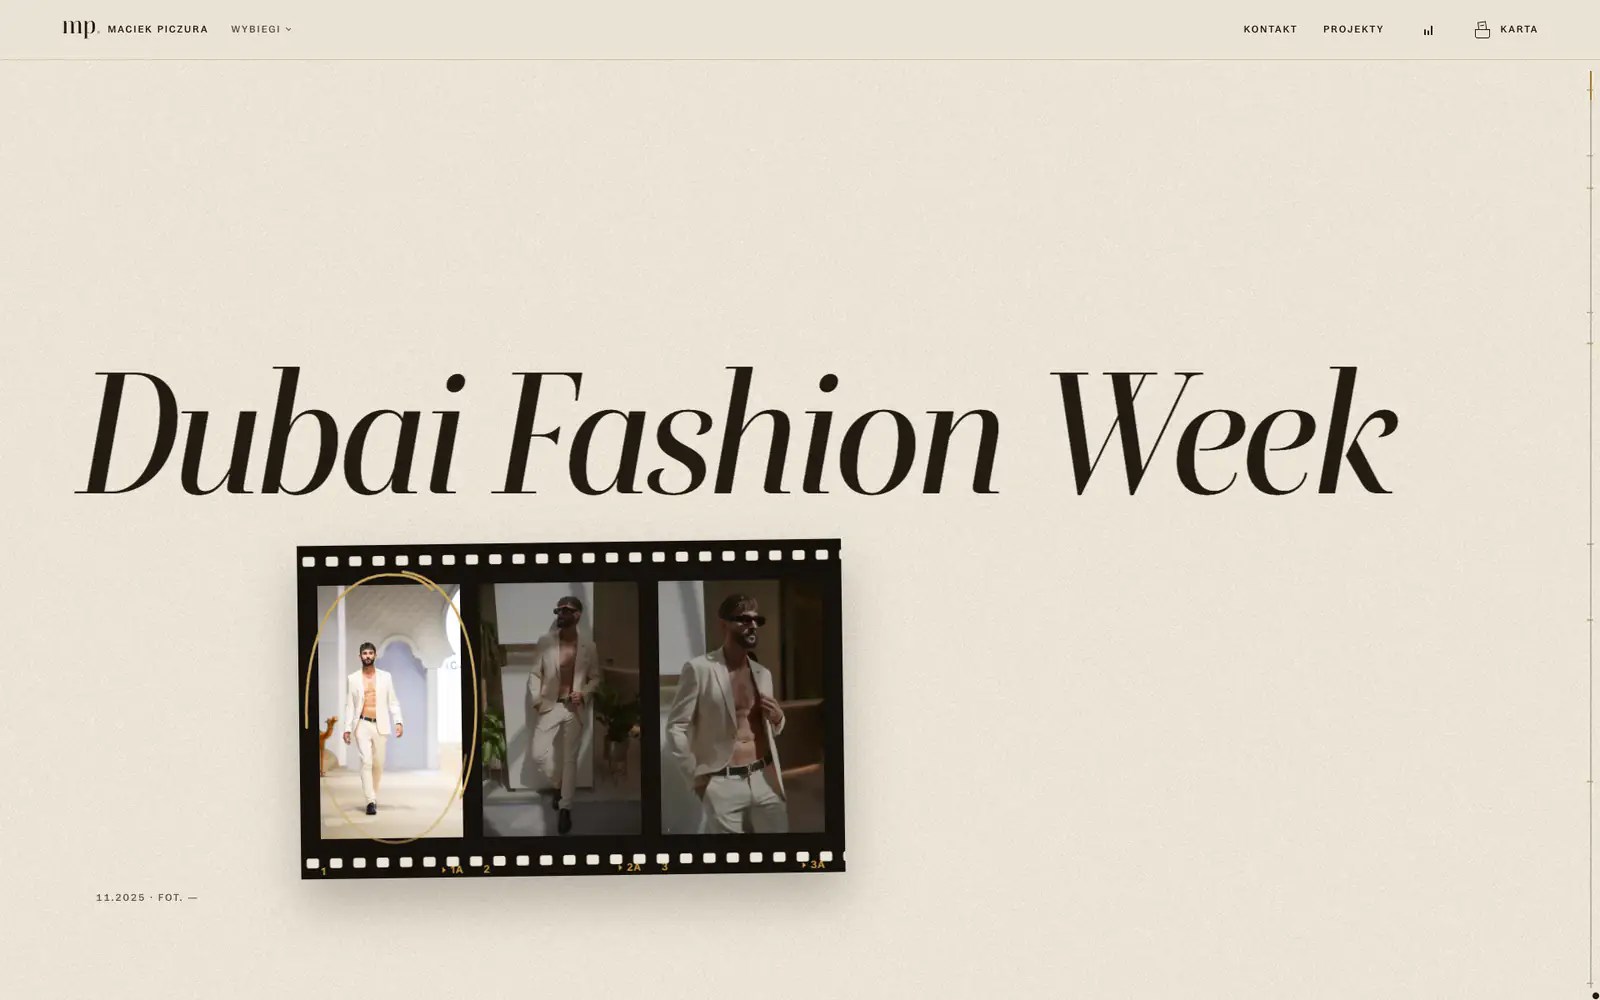 mp. MACIEK PICZURA WYBIEGI KONTAKT PROJEKTY KARTA
Dubai Fashion Week
1 1A 2 2A 3 3A
11.2025 · FOT. —